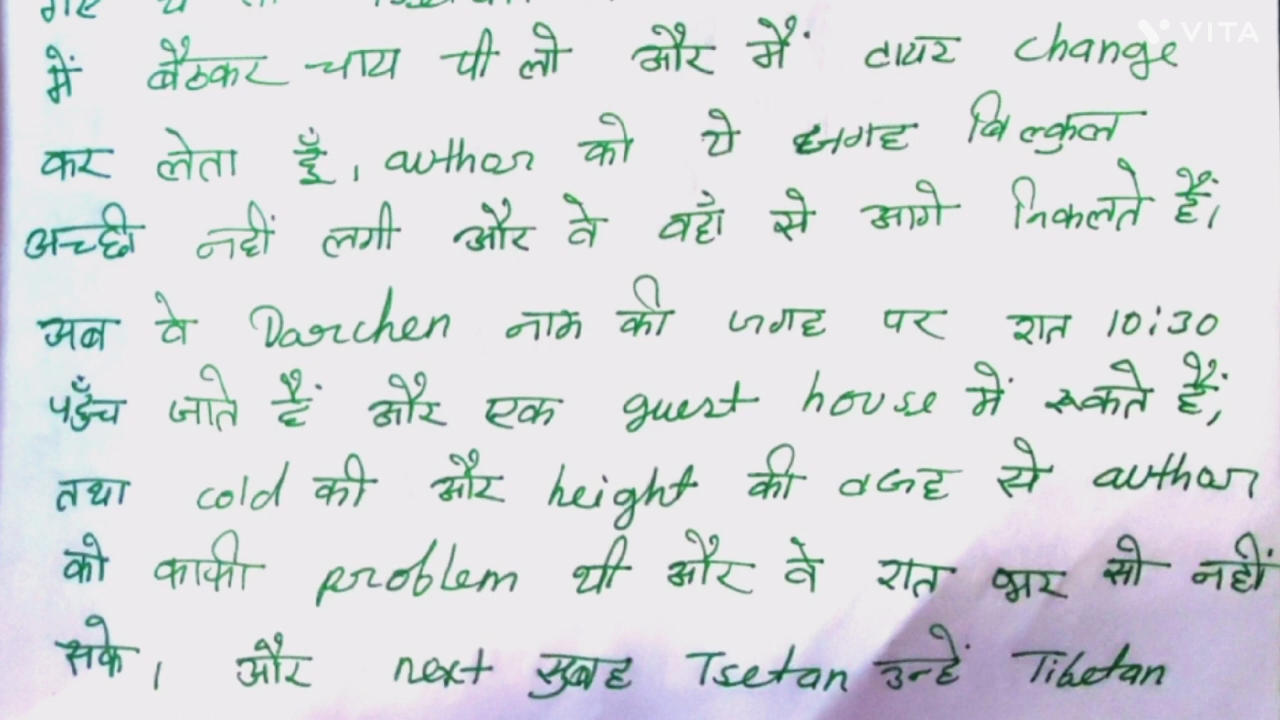 VITA
में बैठकर चाय पी लो और मैं टायर change
कर लेता हूँ। author को ये जगह बिल्कुल
अच्छी नहीं लगी और वे वहाँ से आगे निकलते हैं।
अब वे Darchen नाम की जगह पर रात 10:30
पहुँच जाते हैं और एक guest house में रूकते हैं,
तथा cold की और height की वजह से author
को काफी problem थी और वे रात भर सो नहीं
सके। और next सुबह Tsetan उन्हें Tibetan